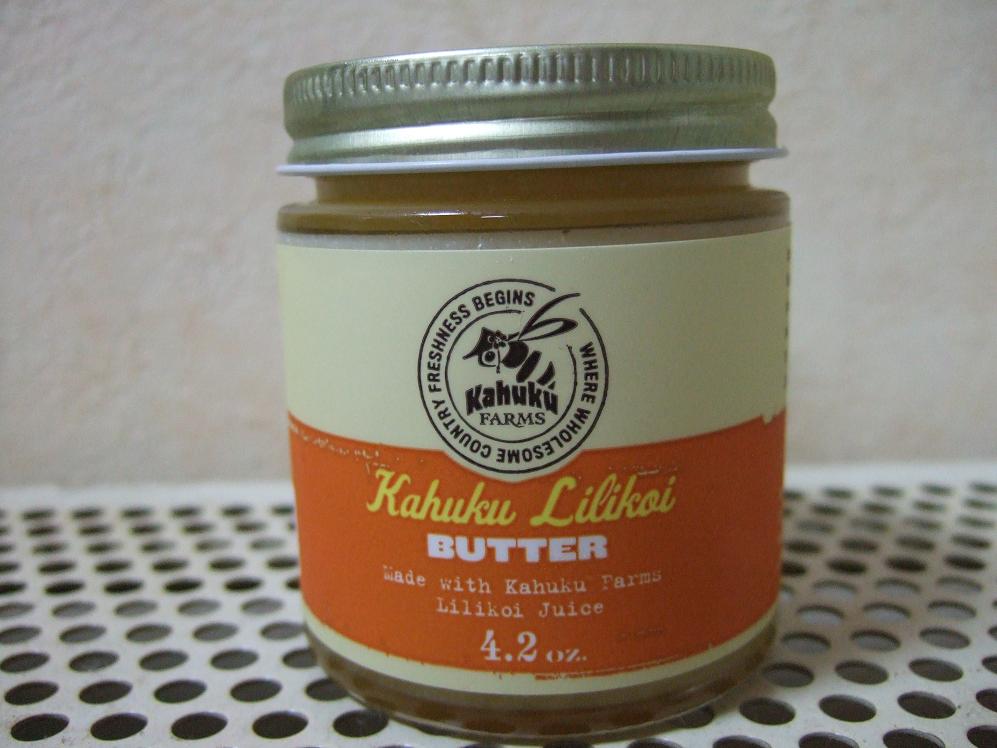 WHERE WHOLESOME COUNTRY FRESHNESS BEGINS
Kahuku
FARMS
Kahuku Lilikoi
BUTTER
Made with Kahuku Farms
Lilikoi Juice
4.2 oz.